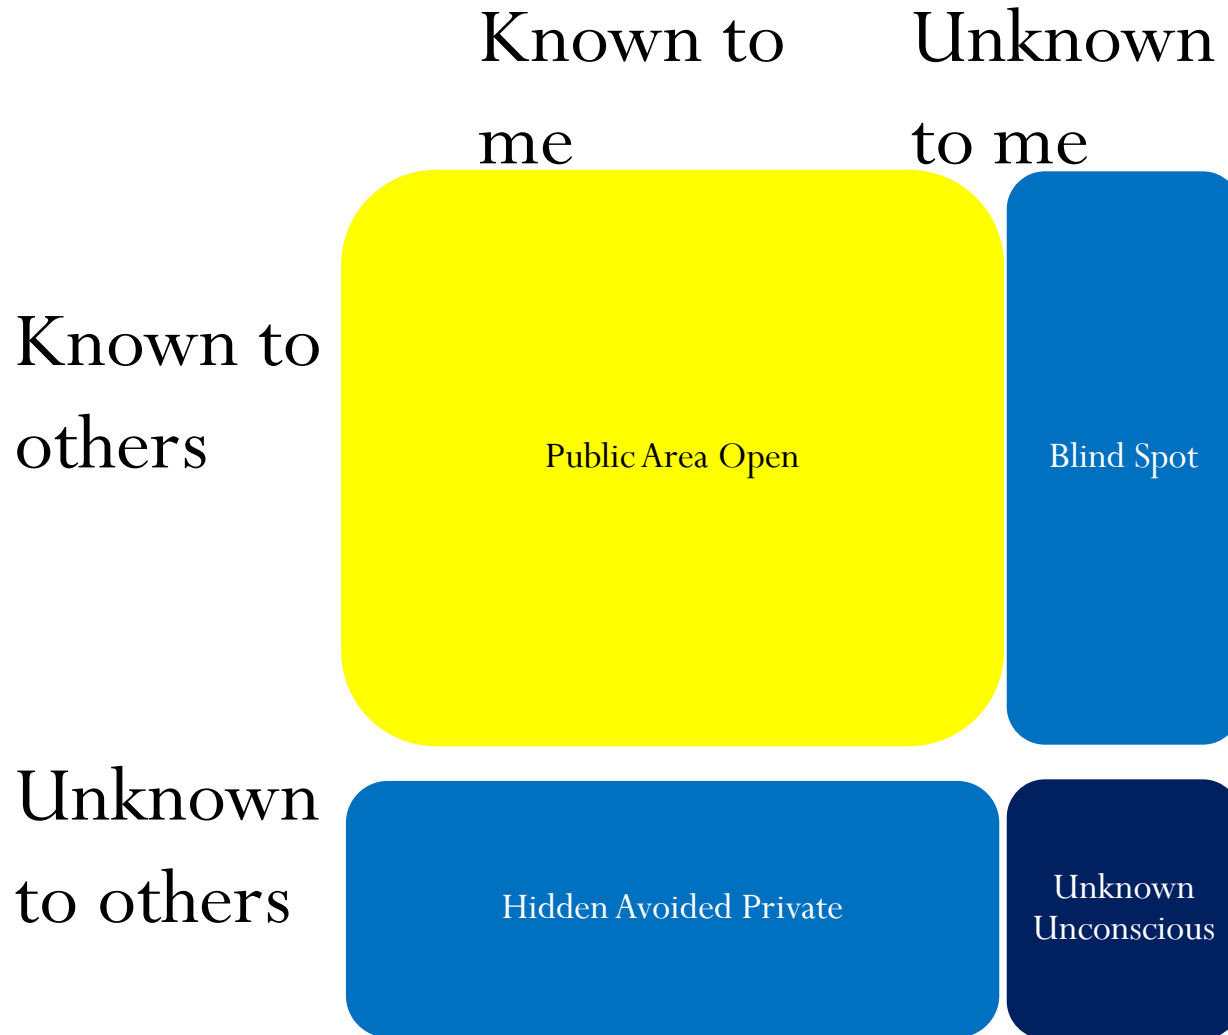 Known to
me
Unknown
to me
Known to
others
Public Area Open
Blind Spot
Unknown
to others
Hidden Avoided Private
Unknown
Unconscious